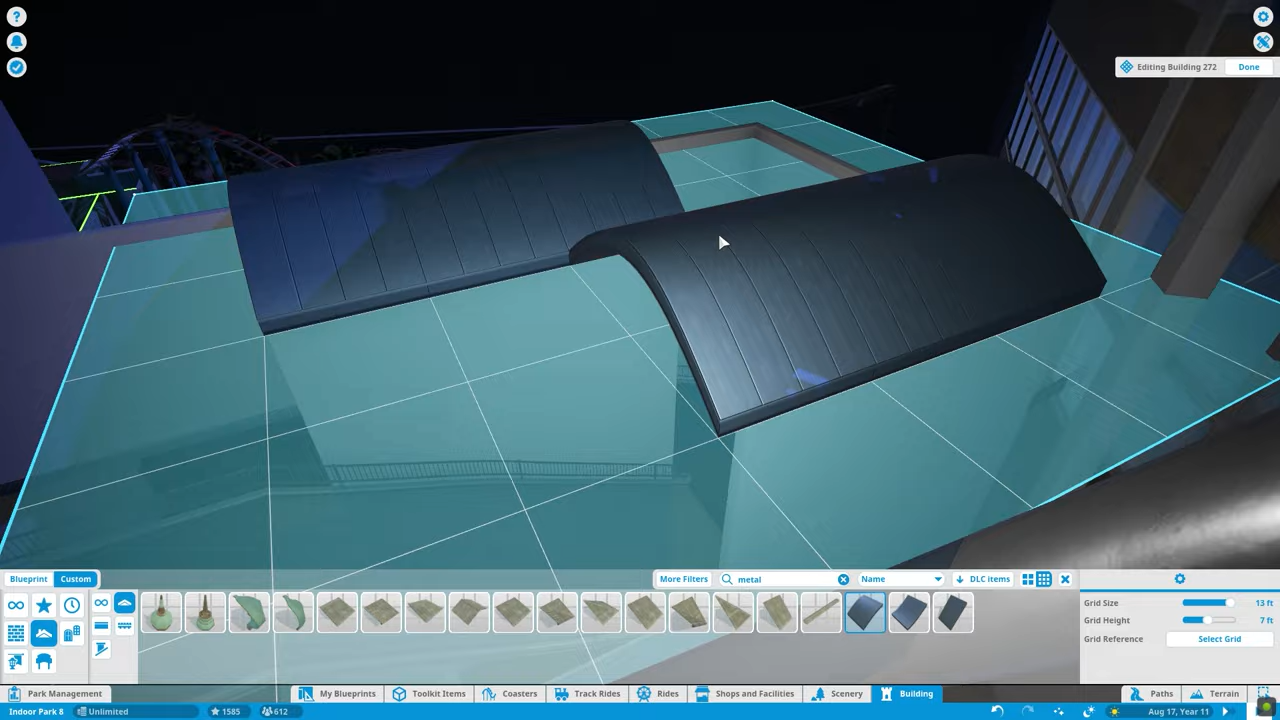 ?
Editing Building 272 Done
Blueprint Custom
More Filters metal Name DLC items
Grid Size 13 ft
Grid Height 7 ft
Grid Reference Select Grid
Park Management My Blueprints Toolkit Items Coasters Track Rides Rides Shops and Facilities Scenery Building Paths Terrain
Indoor Park 8 Unlimited 1585 612 Aug 17, Year 11